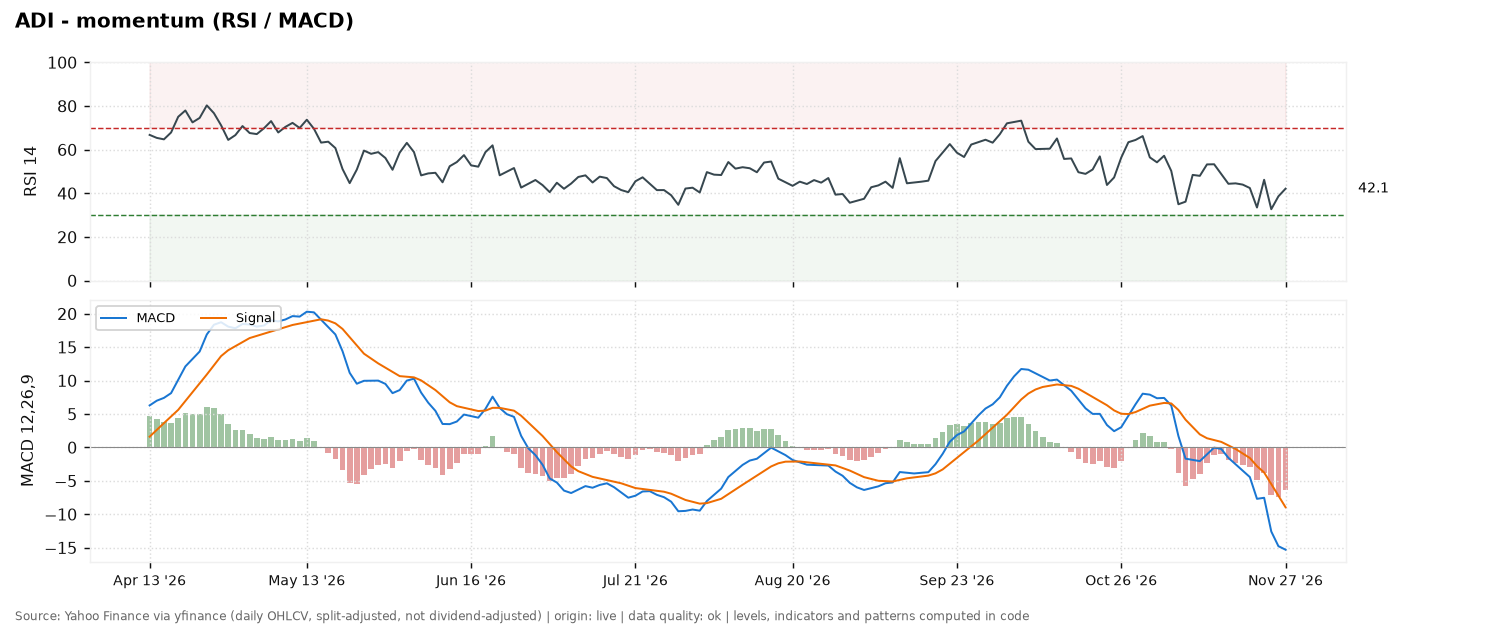 ADI - momentum (RSI / MACD)
100
80
60
40
20
0
RSI 14
42.1
MACD
Signal
20
15
10
5
0
−5
−10
−15
MACD 12,26,9
Apr 13 '26
May 13 '26
Jun 16 '26
Jul 21 '26
Aug 20 '26
Sep 23 '26
Oct 26 '26
Nov 27 '26
Source: Yahoo Finance via yfinance (daily OHLCV, split-adjusted, not dividend-adjusted) | origin: live | data quality: ok | levels, indicators and patterns computed in code